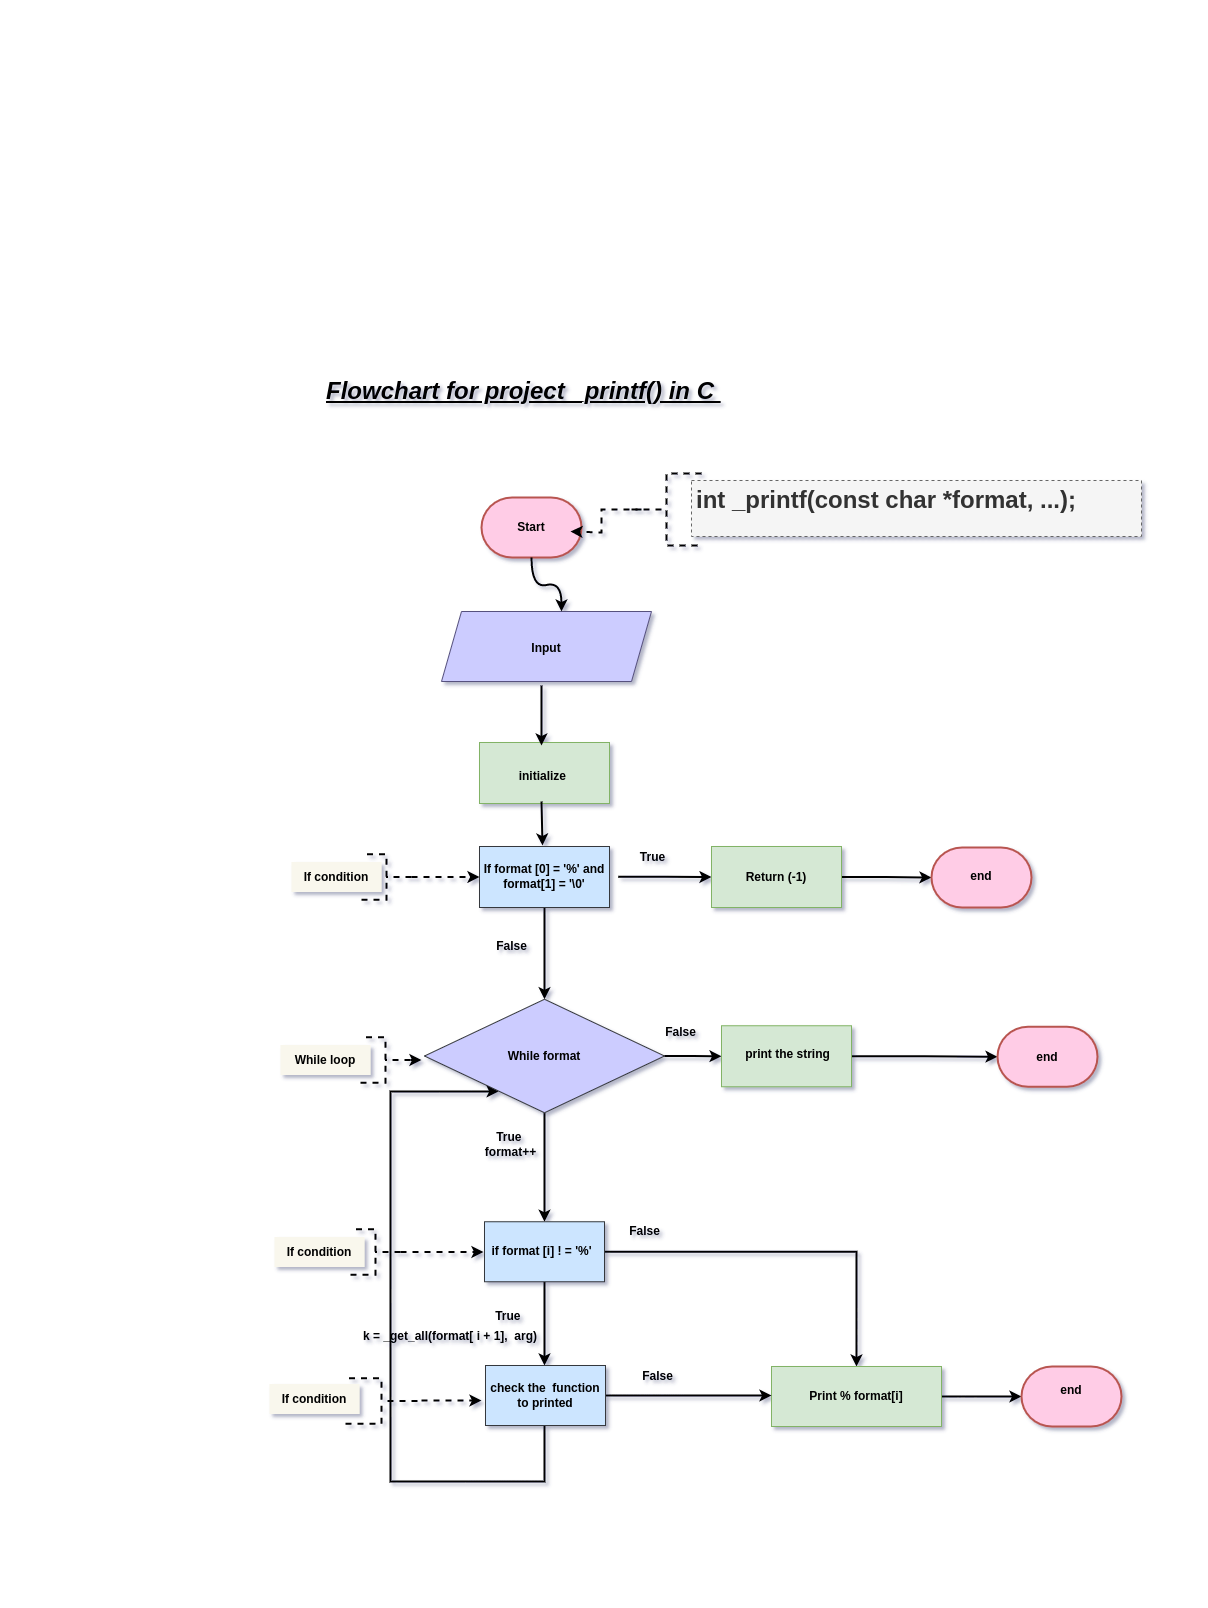 Flowchart for project _printf() in C
int _printf(const char *format, ...);
Start
Input
initialize
If condition
If format [0] = '%' and
format[1] = '\0'
True
Return (-1)
end
False
While loop
While format
False
print the string
end
True
format++
If condition
if format [i] ! = '%'
False
True
k = _get_all(format[ i + 1],  arg)
If condition
check the  function
to printed
False
Print % format[i]
end